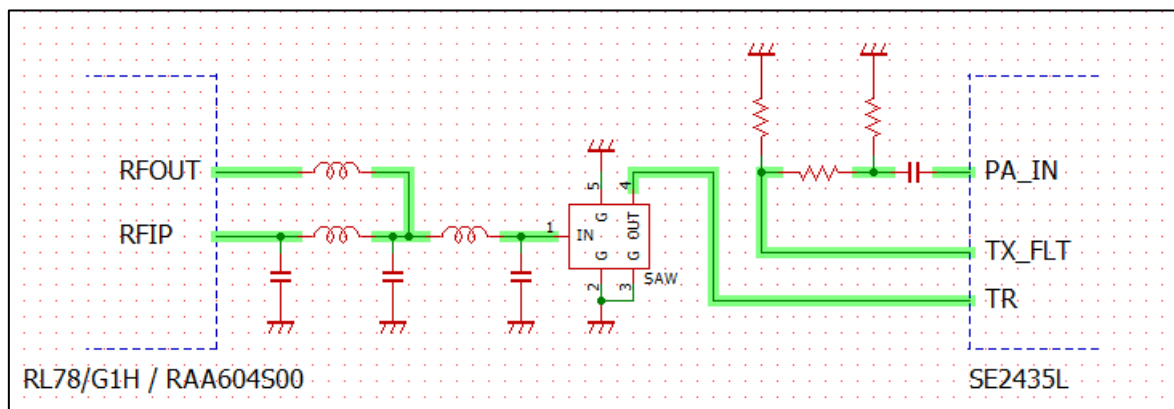 RFOUT
RFIP
5
4
G
OUT
1
IN
G
G
2
3
SAW
PA_IN
TX_FLT
TR
RL78/G1H / RAA604S00
SE2435L